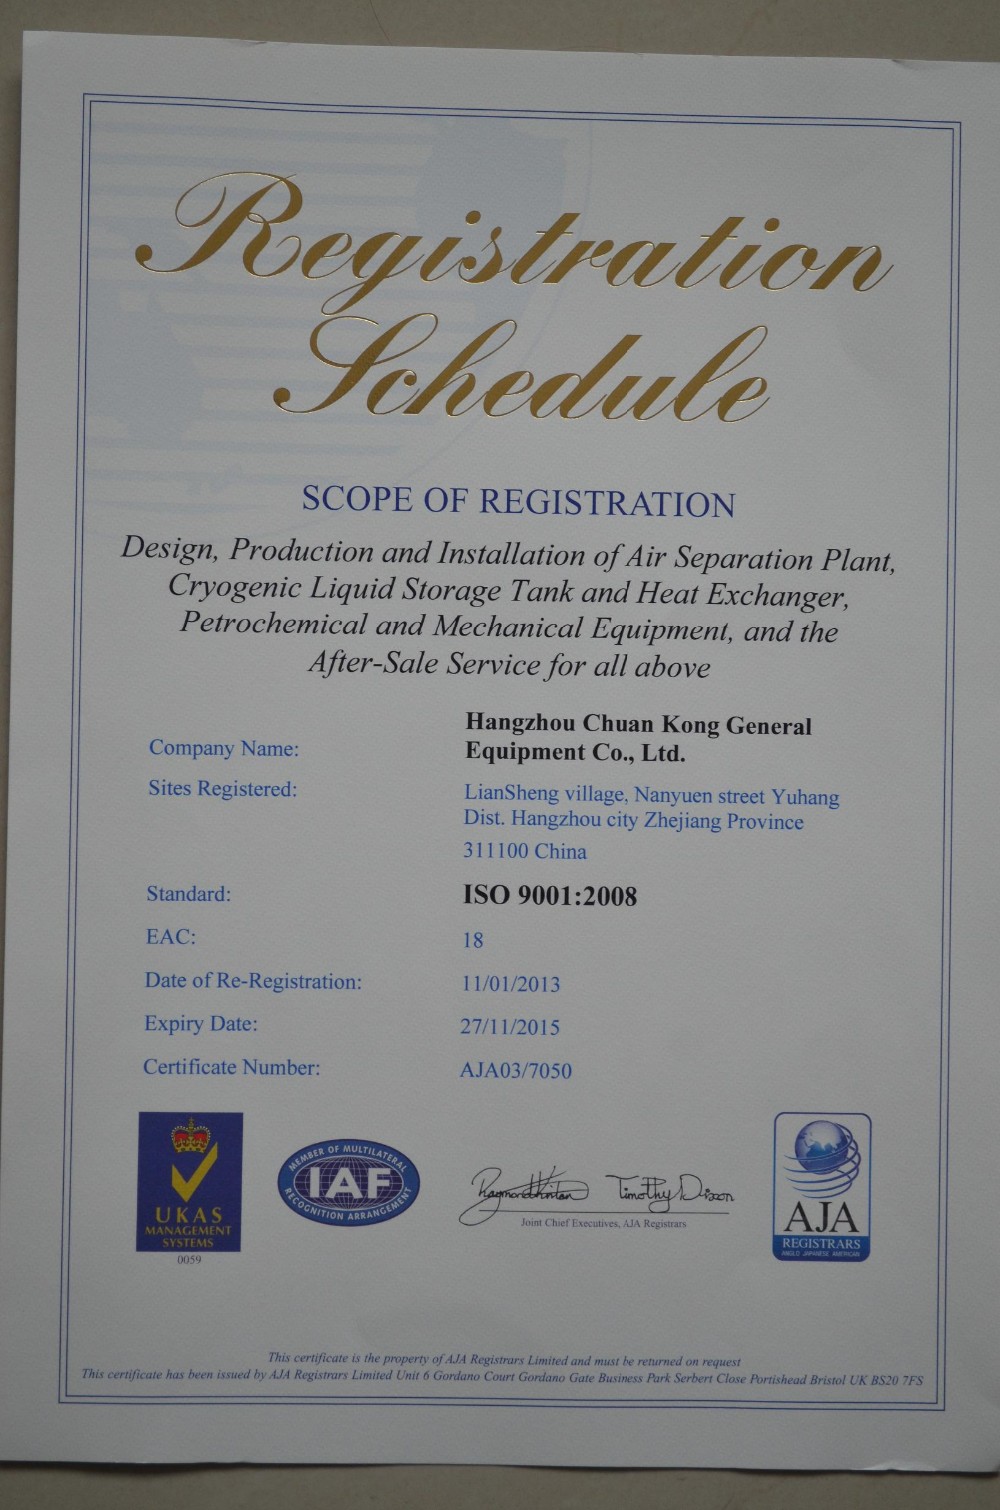 Registration
Schedule
SCOPE OF REGISTRATION
Design, Production and Installation of Air Separation Plant,
Cryogenic Liquid Storage Tank and Heat Exchanger,
Petrochemical and Mechanical Equipment, and the
After-Sale Service for all above
Company Name:
Hangzhou Chuan Kong General
Equipment Co., Ltd.
Sites Registered:
LianSheng village, Nanyuen street Yuhang
Dist. Hangzhou city Zhejiang Province
311100 China
Standard:
ISO 9001:2008
EAC:
18
Date of Re-Registration:
11/01/2013
Expiry Date:
27/11/2015
Certificate Number:
AJA03/7050
UKAS
MANAGEMENT
SYSTEMS
0059
MEMBER OF MULTILATERAL
IAF
RECOGNITION ARRANGEMENT
Timothy Dixon
Joint Chief Executives, AJA Registrars
AJA
REGISTRARS
ANGLO JAPANESE AMERICAN
This certificate is the property of AJA Registrars Limited and must be returned on request
This certificate has been issued by AJA Registrars Limited Unit 6 Gordano Court Gordano Gate Business Park Serbert Close Portishead Bristol UK BS20 7FS